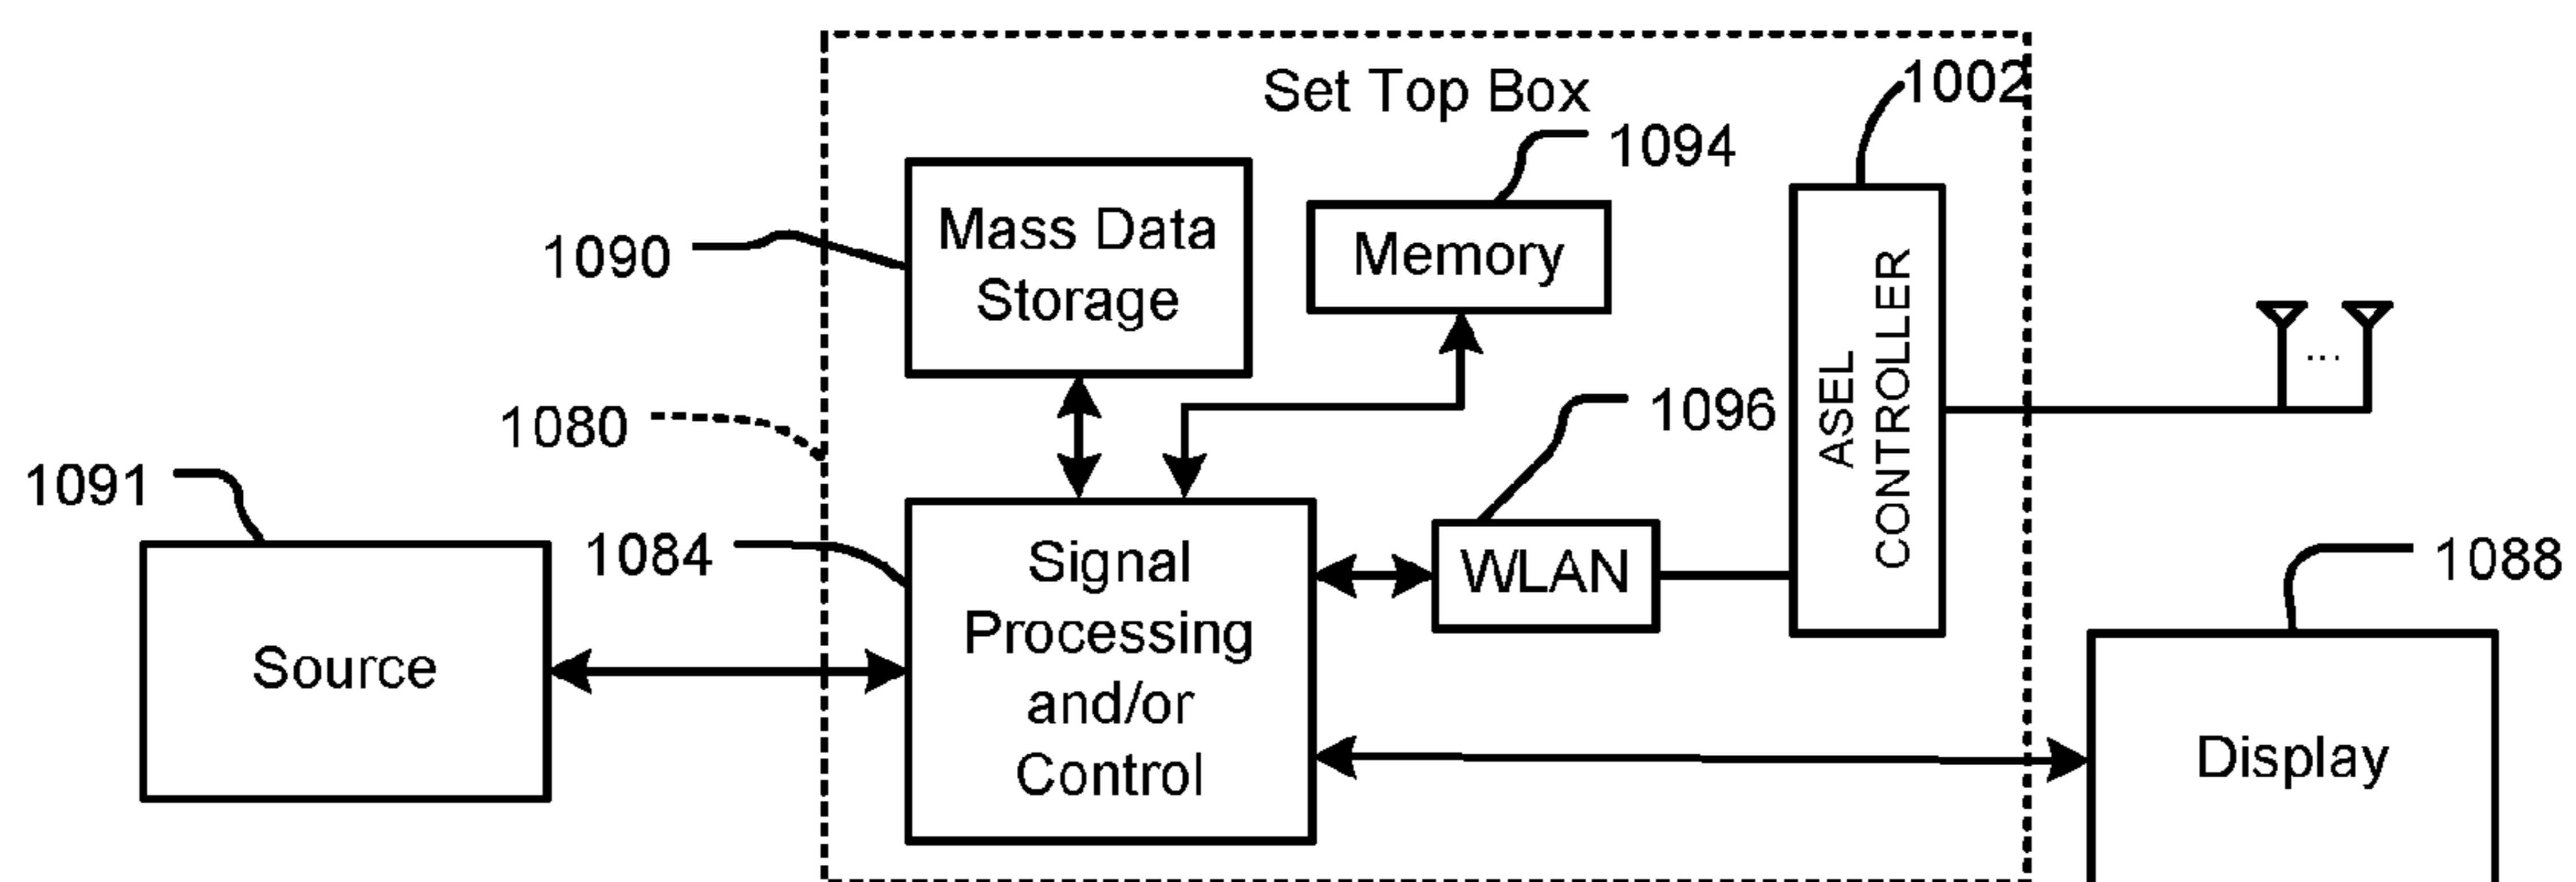 Set Top Box
1002
1094
Mass Data
Storage
Memory
1090
ASEL
CONTROLLER
...
1080
1096
1091
1084
Signal
Processing
and/or
Control
WLAN
1088
Source
Display